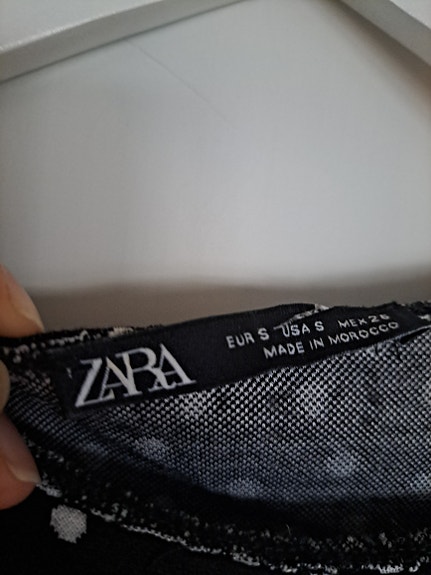 ZARA
EUR S USA S MEX 26
MADE IN MOROCCO